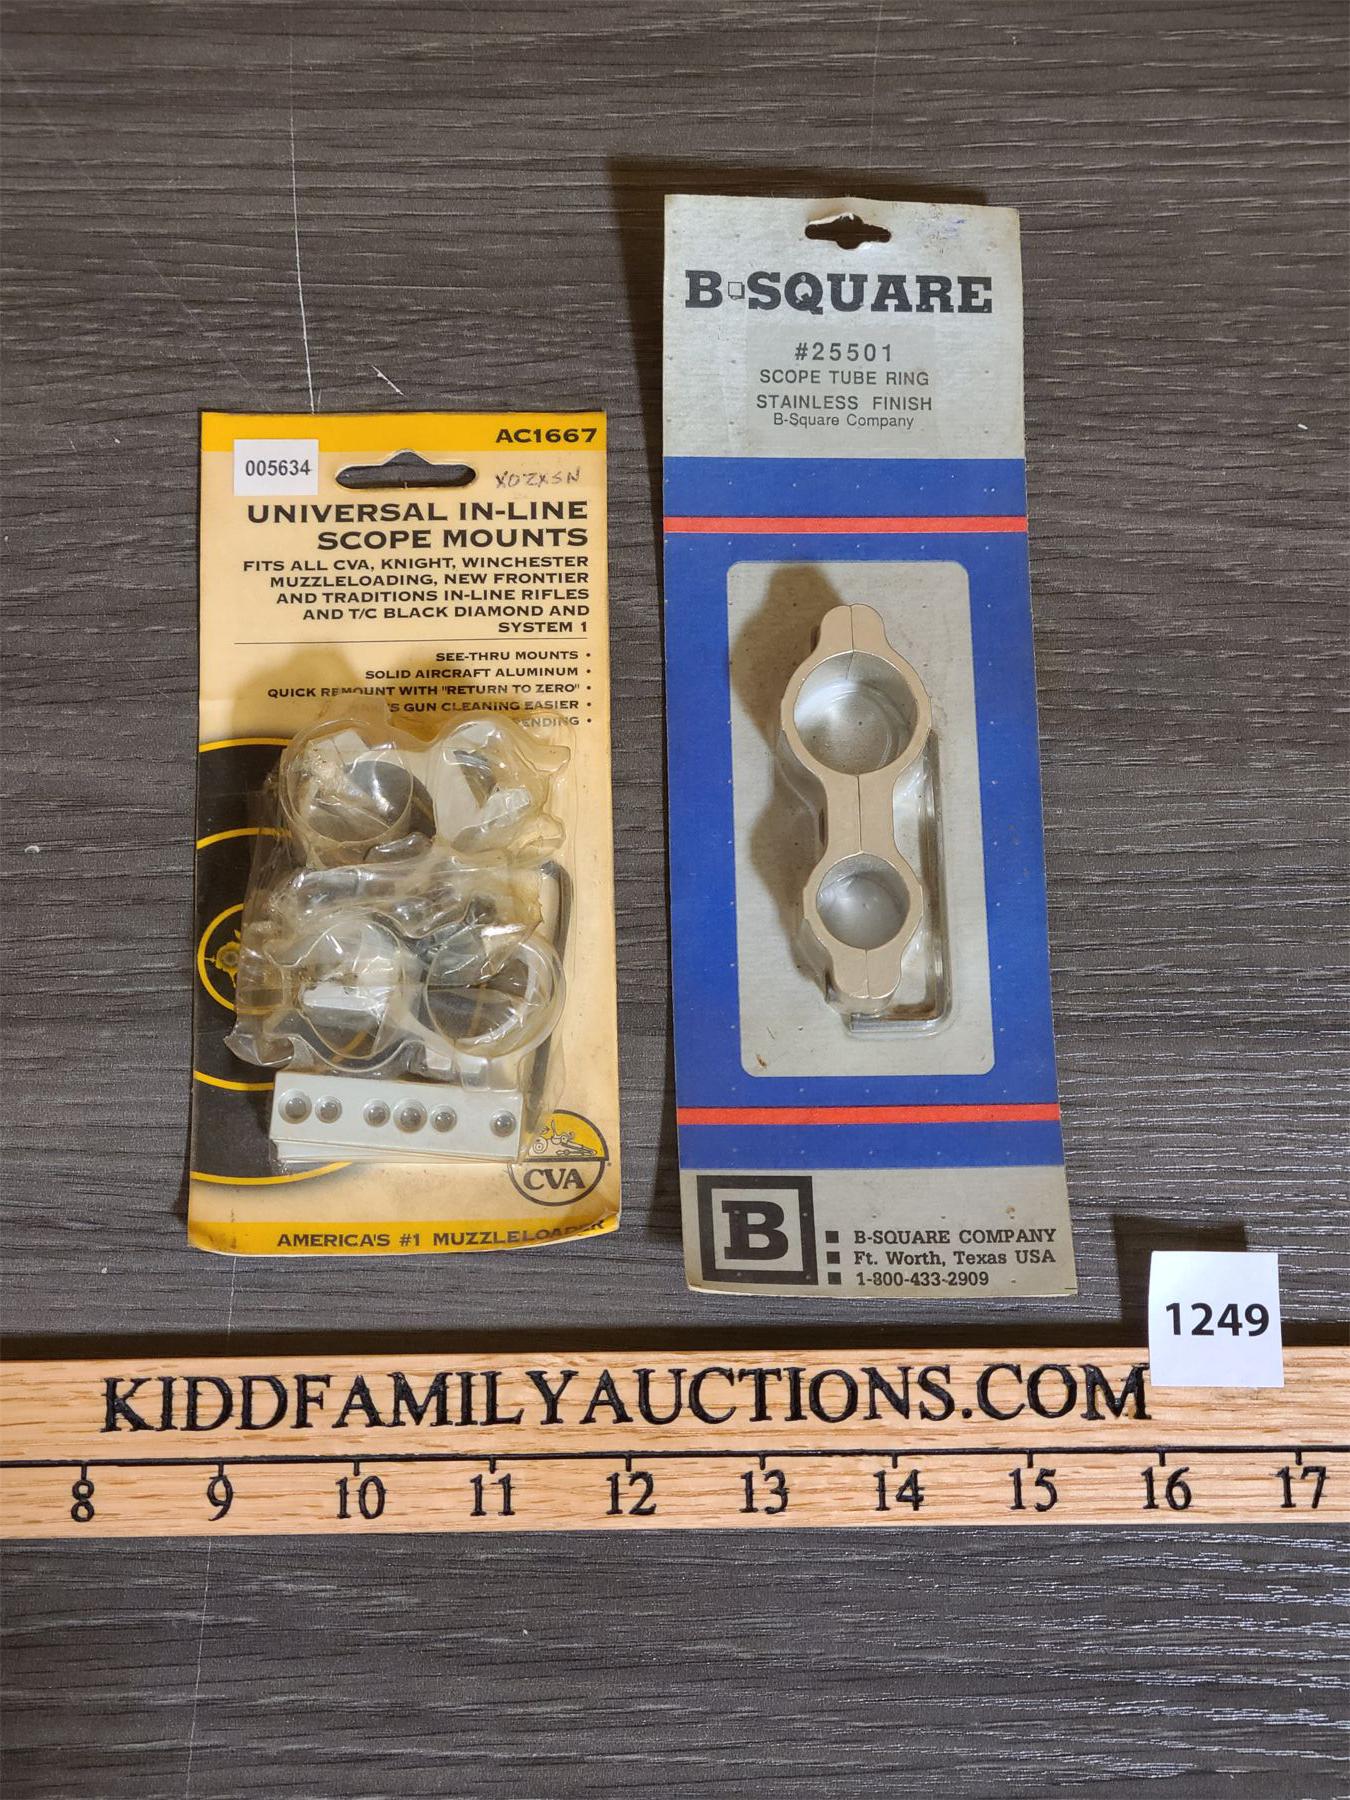 AC1667
005634
XOZXSN
UNIVERSAL IN-LINE
SCOPE MOUNTS
FITS ALL CVA, KNIGHT, WINCHESTER
MUZZLELOADING, NEW FRONTIER
AND TRADITIONS IN-LINE RIFLES
AND T/C BLACK DIAMOND AND
SYSTEM 1
SEE-THRU MOUNTS •
SOLID AIRCRAFT ALUMINUM •
QUICK REMOUNT WITH "RETURN TO ZERO" •
GUN CLEANING EASIER •
PENDING •
CVA
AMERICA'S #1 MUZZLELOADER
B-SQUARE
#25501
SCOPE TUBE RING
STAINLESS FINISH
B-Square Company
B
B-SQUARE COMPANY
Ft. Worth, Texas USA
1-800-433-2909
1249
KIDDFAMILYAUCTIONS.COM
8 9 10 11 12 13 14 15 16 17